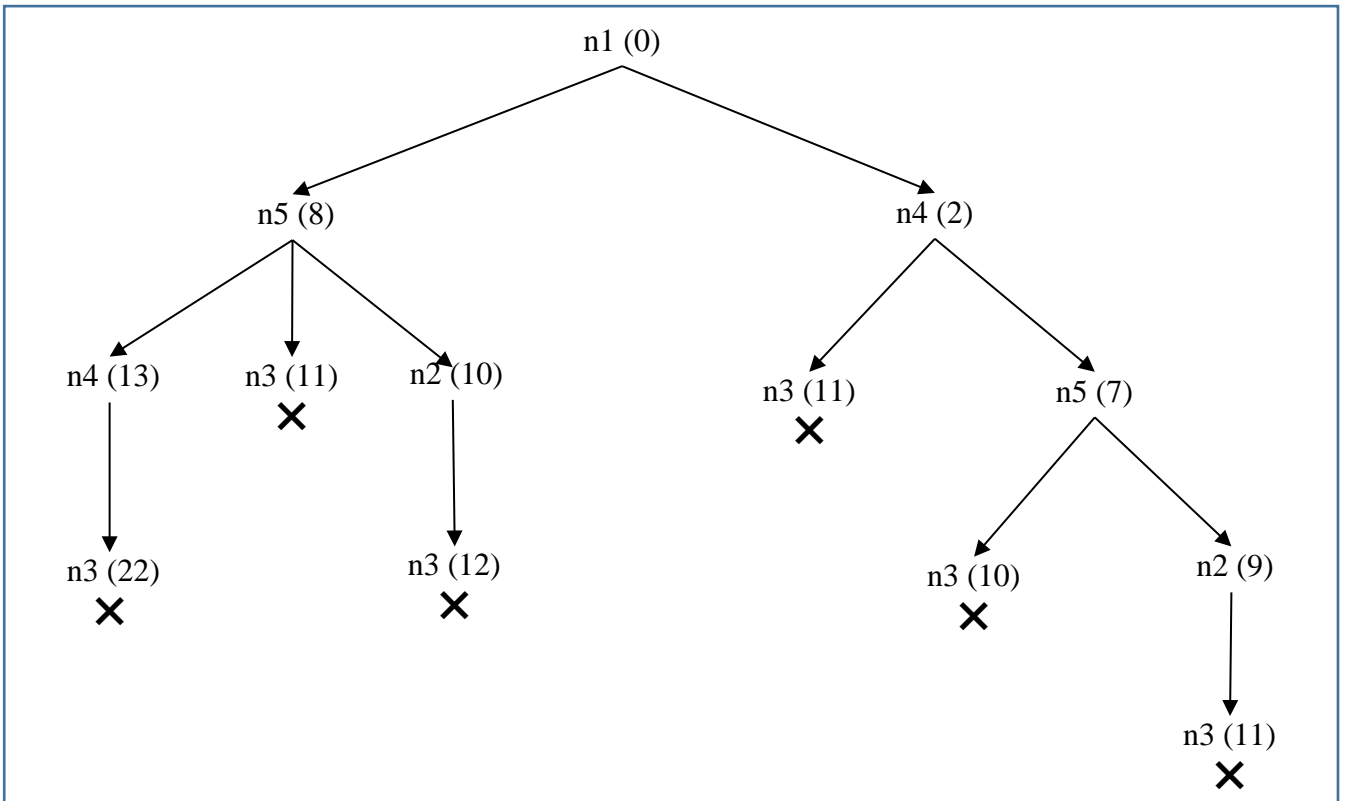 n1 (0)
n5 (8)
n4 (2)
n4 (13)
n3 (11)
n2 (10)
n3 (11)
n5 (7)
n3 (22)
n3 (12)
n3 (10)
n2 (9)
n3 (11)